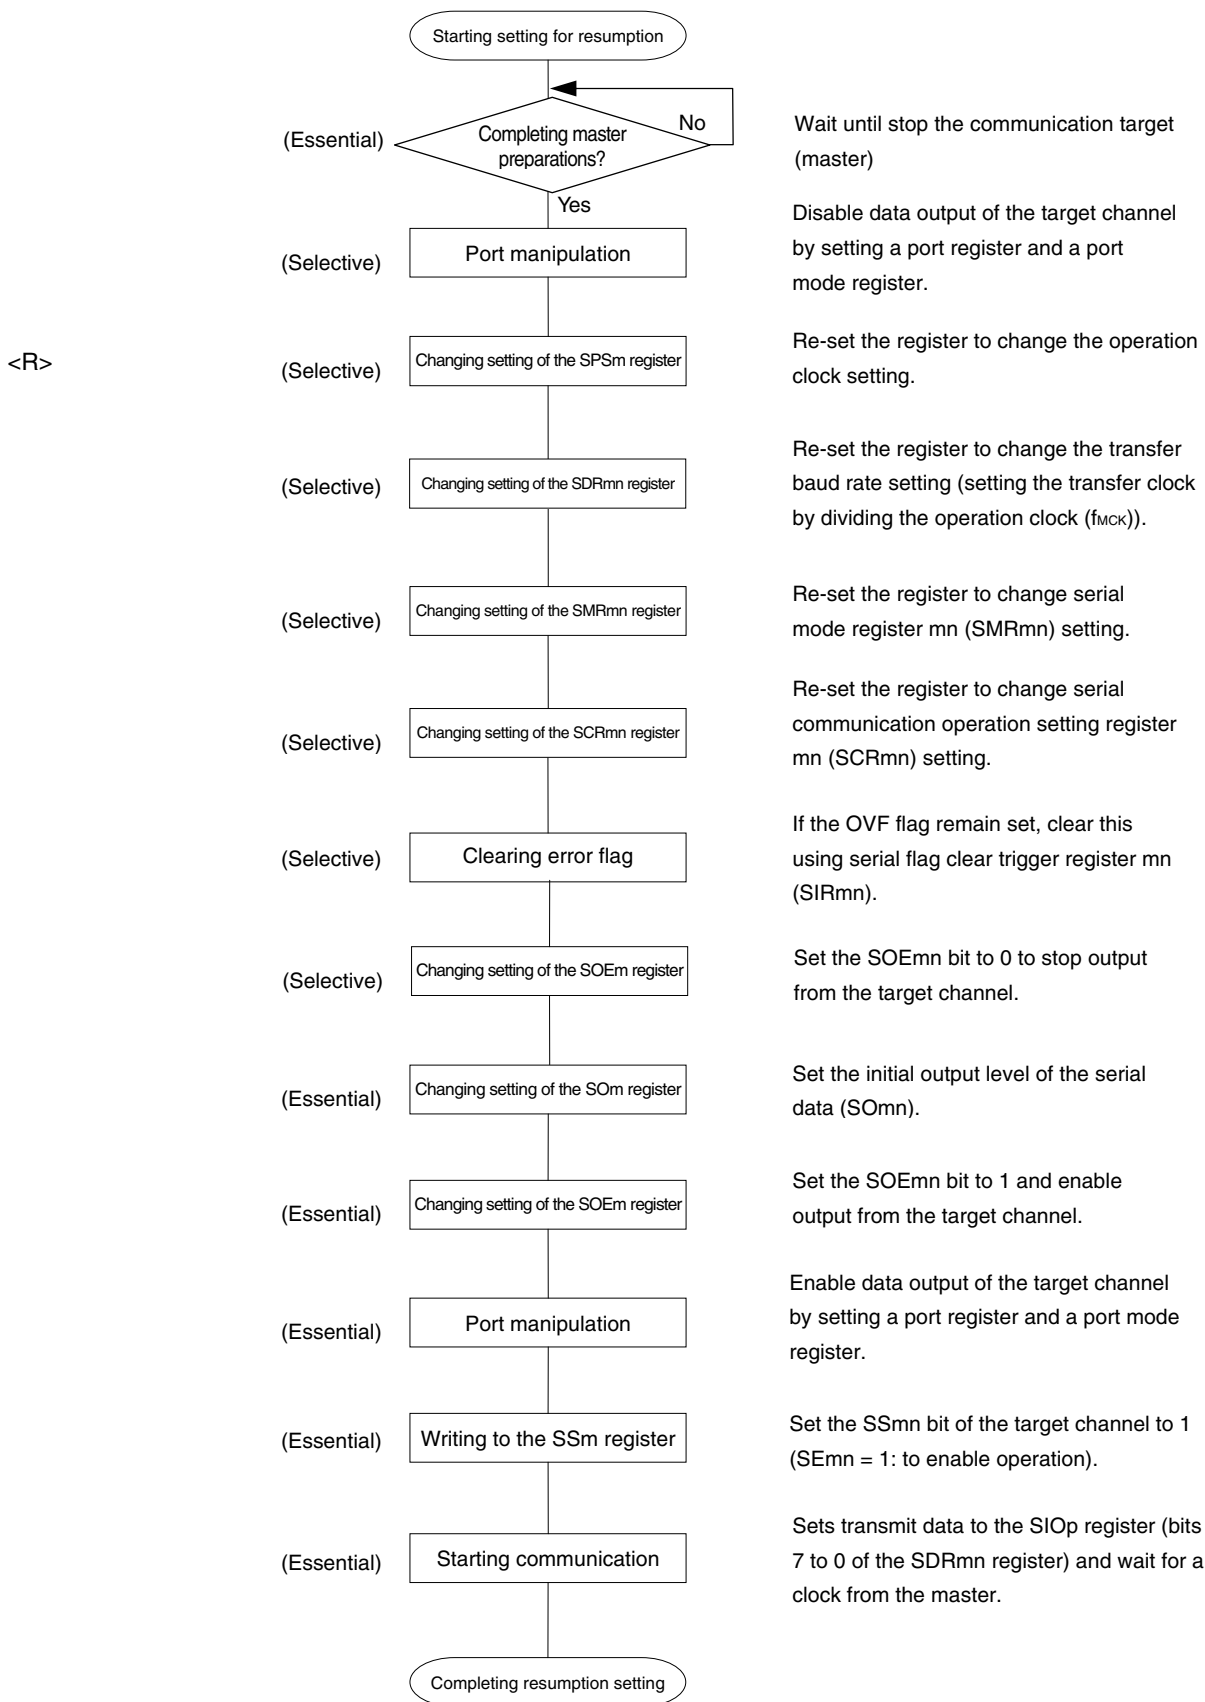 Starting setting for resumption
(Essential)
Completing master
preparations?
No
Yes
Wait until stop the communication target
(master)
(Selective)
Port manipulation
Disable data output of the target channel
by setting a port register and a port
mode register.
<R>
(Selective)
Changing setting of the SPSm register
Re-set the register to change the operation
clock setting.
(Selective)
Changing setting of the SDRmn register
Re-set the register to change the transfer
baud rate setting (setting the transfer clock
by dividing the operation clock (fMCK)).
(Selective)
Changing setting of the SMRmn register
Re-set the register to change serial
mode register mn (SMRmn) setting.
(Selective)
Changing setting of the SCRmn register
Re-set the register to change serial
communication operation setting register
mn (SCRmn) setting.
(Selective)
Clearing error flag
If the OVF flag remain set, clear this
using serial flag clear trigger register mn
(SIRmn).
(Selective)
Changing setting of the SOEm register
Set the SOEmn bit to 0 to stop output
from the target channel.
(Essential)
Changing setting of the SOm register
Set the initial output level of the serial
data (SOmn).
(Essential)
Changing setting of the SOEm register
Set the SOEmn bit to 1 and enable
output from the target channel.
(Essential)
Port manipulation
Enable data output of the target channel
by setting a port register and a port mode
register.
(Essential)
Writing to the SSm register
Set the SSmn bit of the target channel to 1
(SEmn = 1: to enable operation).
(Essential)
Starting communication
Sets transmit data to the SIOp register (bits
7 to 0 of the SDRmn register) and wait for a
clock from the master.
Completing resumption setting